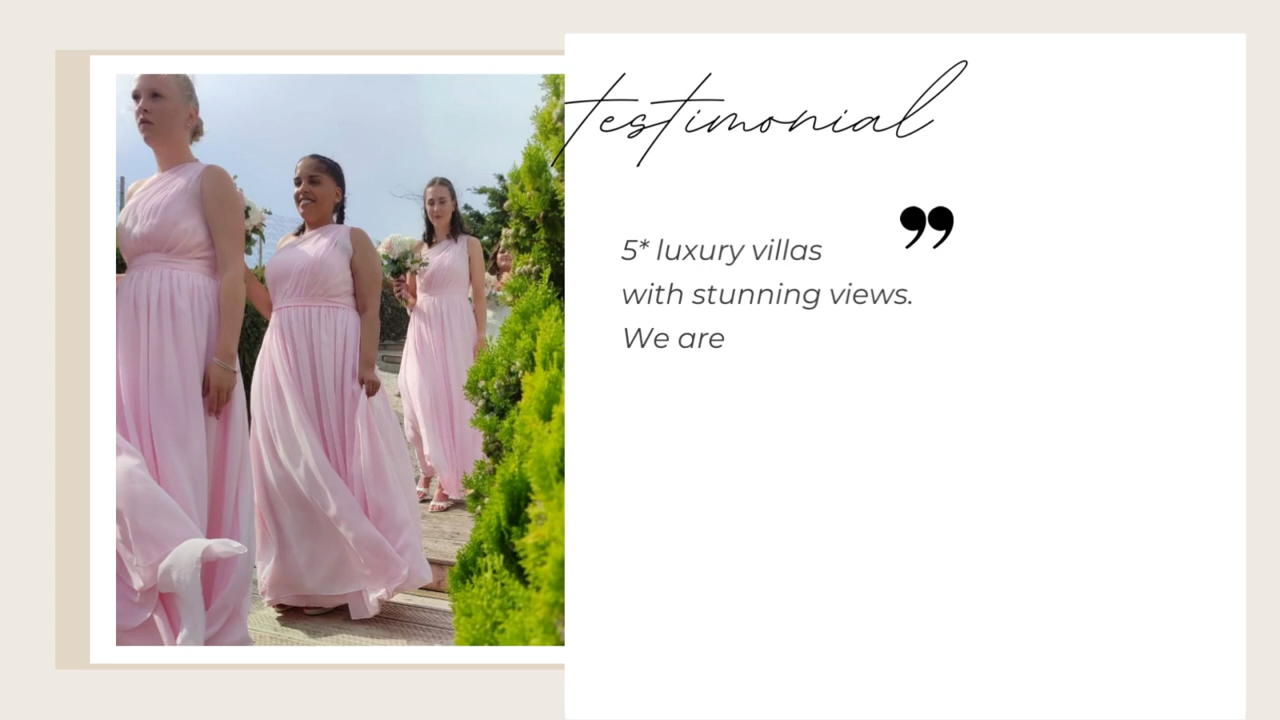 testimonial
”
5* luxury villas
with stunning views.
We are